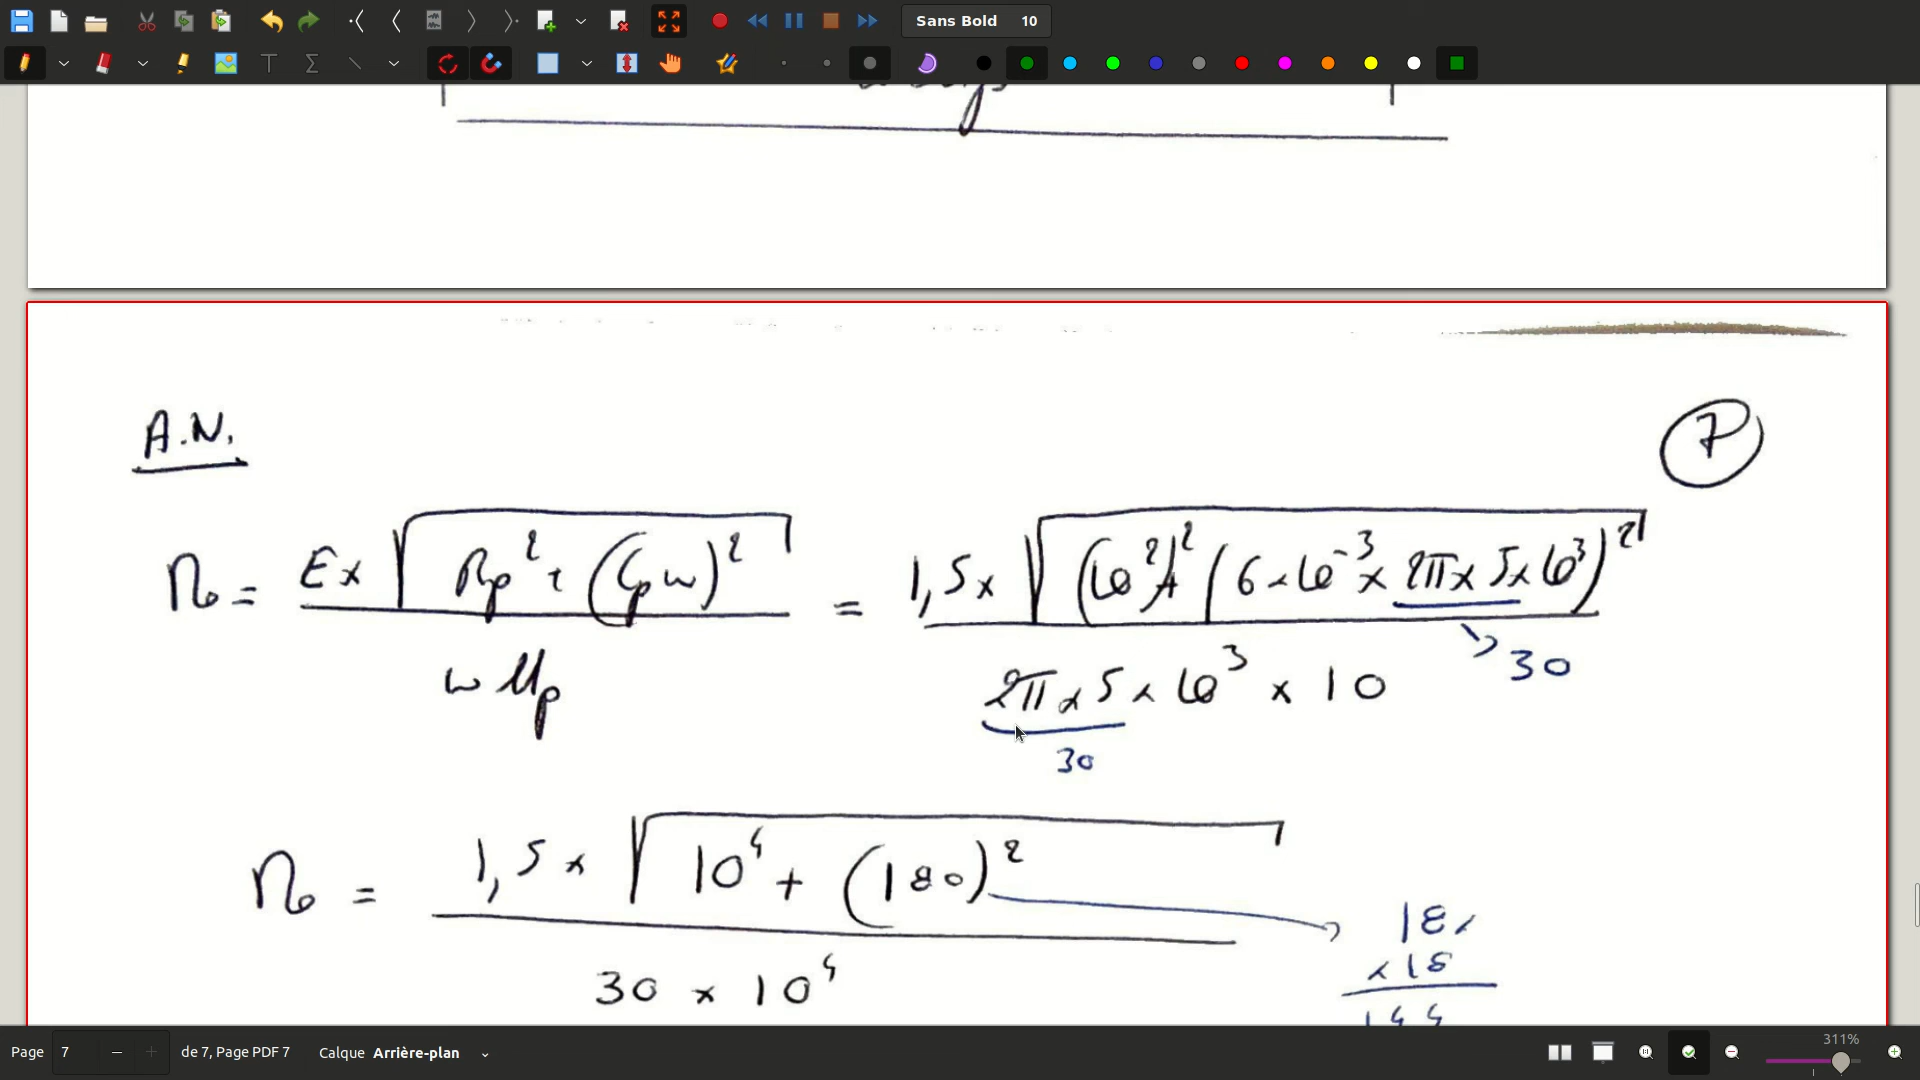 Sans Bold 10
A.N.
7
n₀ = E × √(Rp² + (Lpω)²) / ωμp = 1,5 × √((10²)² + (6 × 10⁻³ × 2π × 5 × 10³)²) / 2π × 5 × 10³ × 10
30
30
n₀ = 1,5 × √(10⁴ + (180)²) / 30 × 10⁴
18
× 18
144
Page 7 de 7, Page PDF 7 Calque Arrière-plan 311%